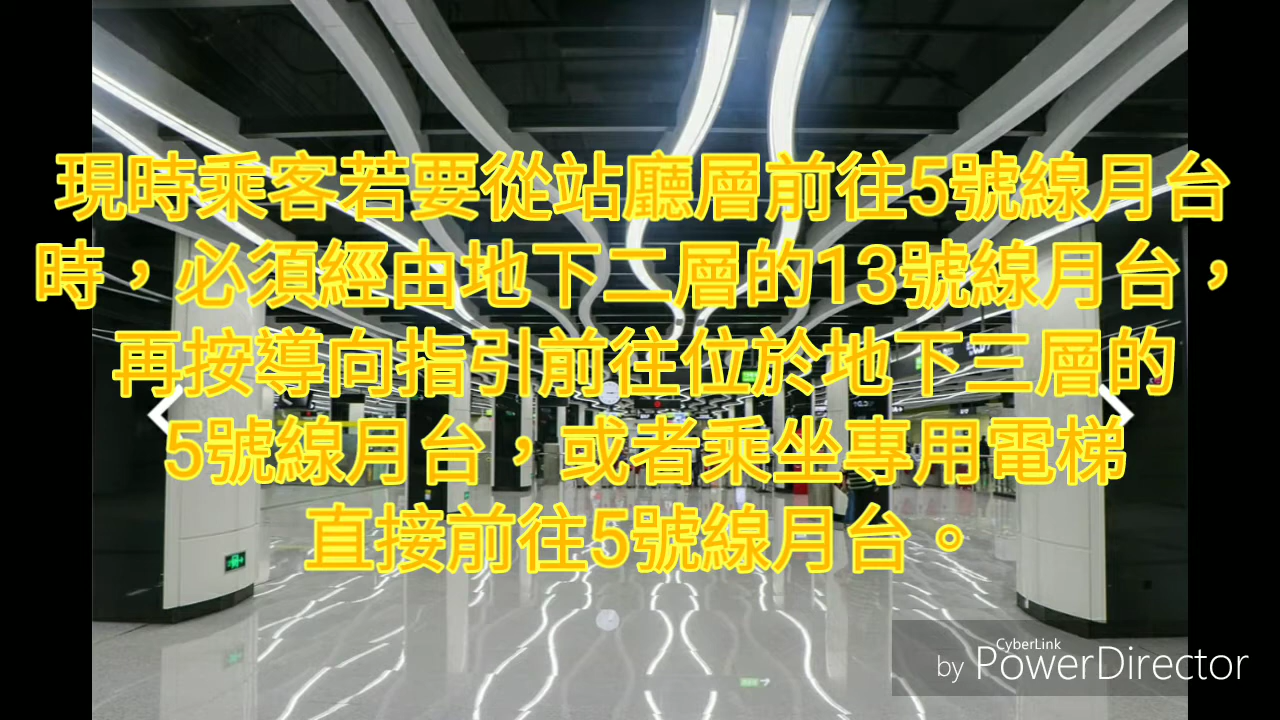 現時乘客若要從站廳層前往5號線月台
時，必須經由地下二層的13號線月台，
再按導向指引前往位於地下三層的
5號線月台，或者乘坐專用電梯
直接前往5號線月台。
CyberLink
by PowerDirector